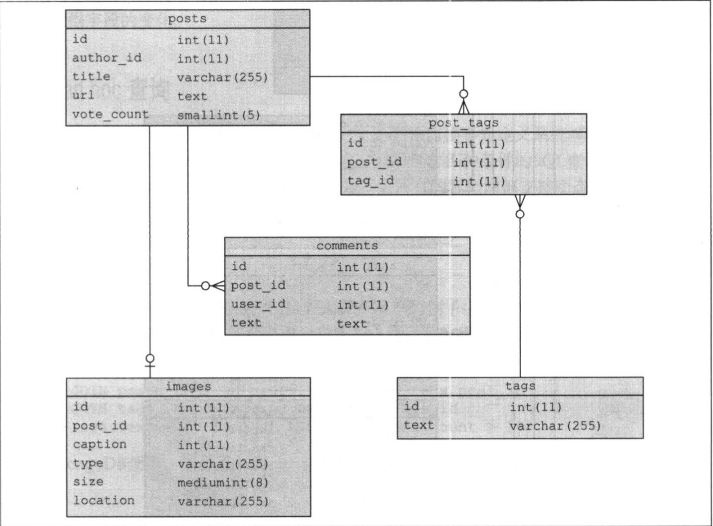 posts
id int(11)
author_id int(11)
title varchar(255)
url text
vote_count smallint(5)
post_tags
id int(11)
post_id int(11)
tag_id int(11)
comments
id int(11)
post_id int(11)
user_id int(11)
text text
images
id int(11)
post_id int(11)
caption int(11)
type varchar(255)
size mediumint(8)
location varchar(255)
tags
id int(11)
text varchar(255)